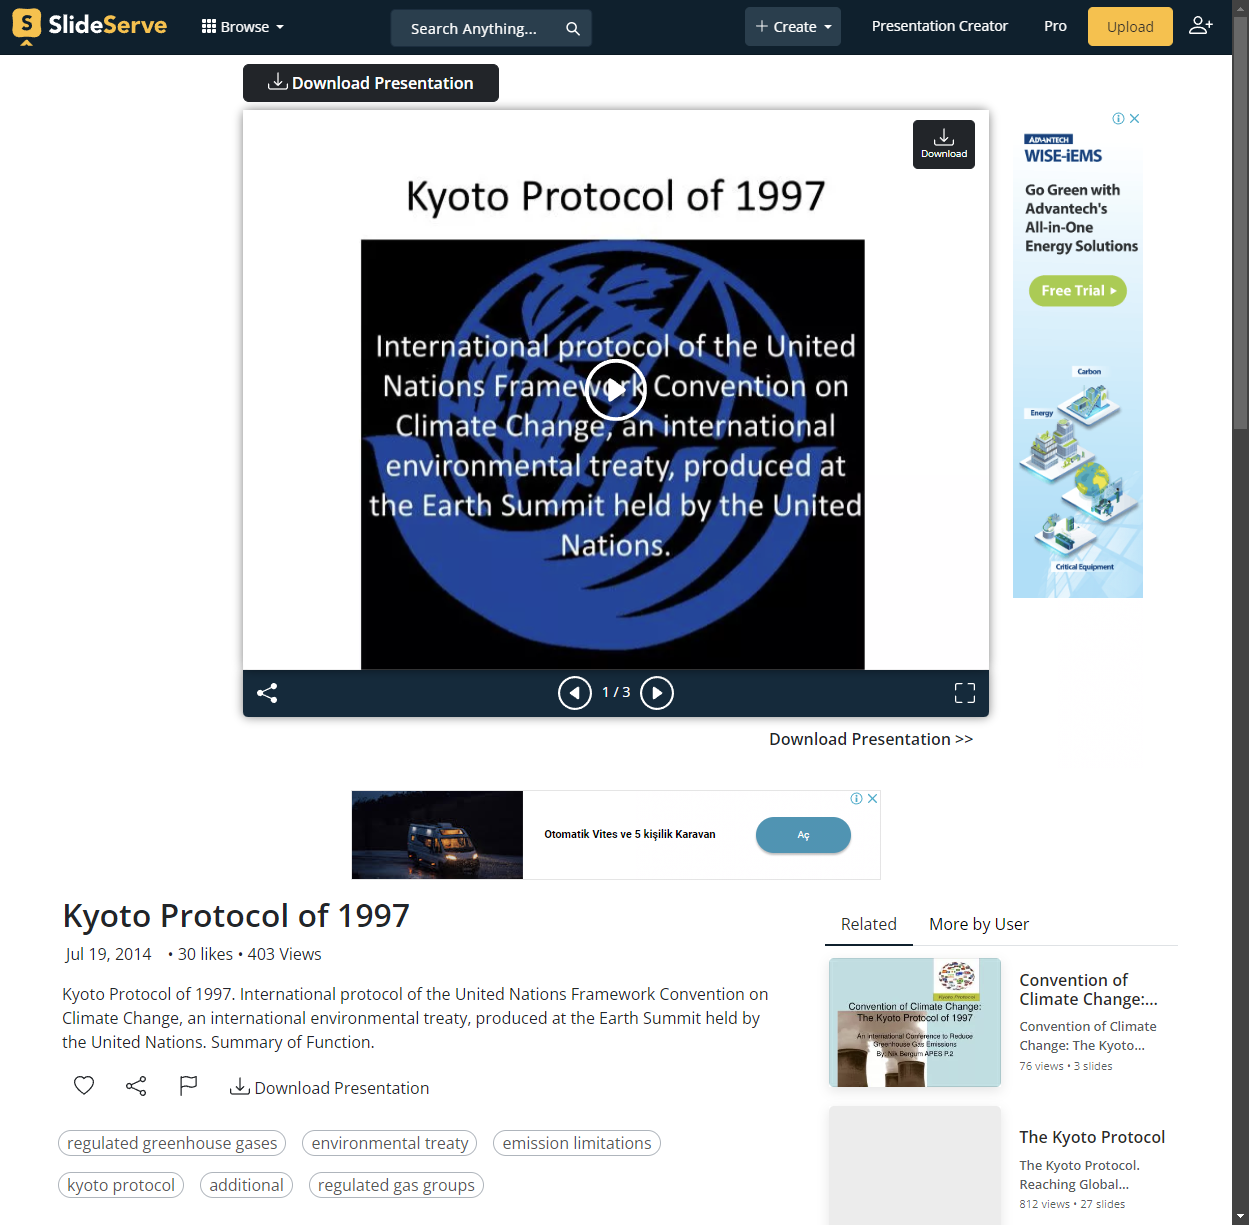 SlideServe
Browse
Search Anything...
Create
Presentation Creator
Pro
Upload
Download Presentation
Download
Kyoto Protocol of 1997
International protocol of the United
Nations Framework Convention on
Climate Change, an international
environmental treaty, produced at
the Earth Summit held by the United
Nations.
1 / 3
Download Presentation >>
ADVANTECH
WISE-iEMS
Go Green with
Advantech's
All-in-One
Energy Solutions
Free Trial
Carbon
Energy
Critical Equipment
Otomatik Vites ve 5 kişilik Karavan
Aç
Kyoto Protocol of 1997
Jul 19, 2014 • 30 likes • 403 Views
Kyoto Protocol of 1997. International protocol of the United Nations Framework Convention on
Climate Change, an international environmental treaty, produced at the Earth Summit held by
the United Nations. Summary of Function.
Download Presentation
regulated greenhouse gases
environmental treaty
emission limitations
kyoto protocol
additional
regulated gas groups
Related
More by User
Kyoto Protocol
Convention of Climate Change:
The Kyoto Protocol of 1997
An International Conference to Reduce
Greenhouse Gas Emissions
By: Nik Bergum APES P.2
Convention of
Climate Change:...
Convention of Climate
Change: The Kyoto...
76 views • 3 slides
The Kyoto Protocol
The Kyoto Protocol.
Reaching Global...
812 views • 27 slides